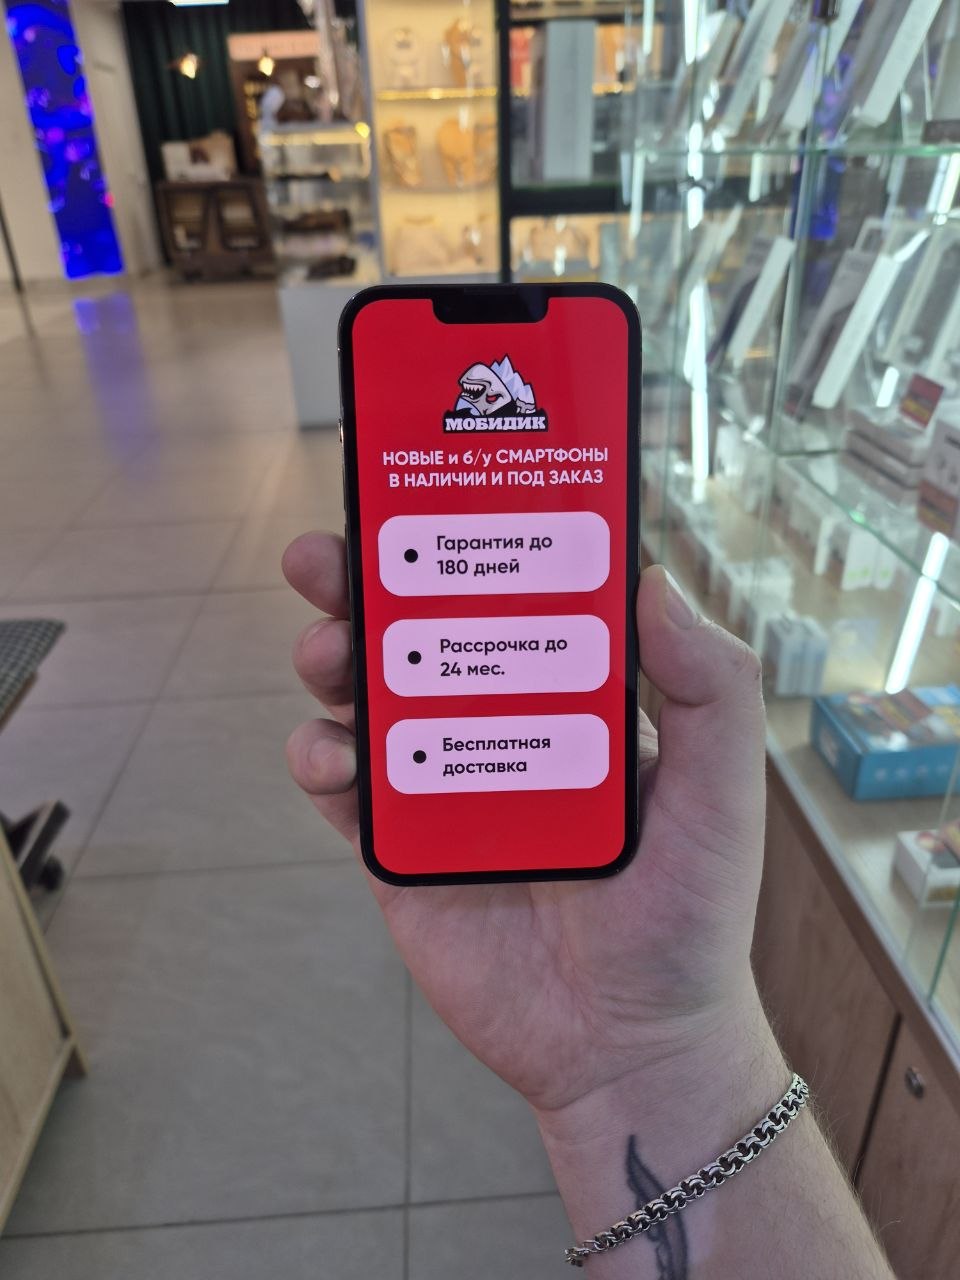 МОБИДИК
НОВЫЕ и б/у СМАРТФОНЫ
В НАЛИЧИИ И ПОД ЗАКАЗ
Гарантия до
180 дней
Рассрочка до
24 мес.
Бесплатная
доставка